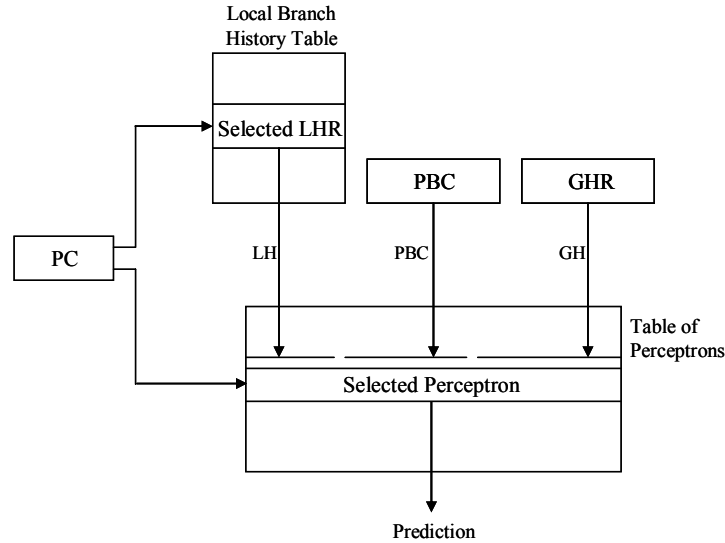 Local Branch
History Table
Selected LHR
PBC
GHR
PC
LH
PBC
GH
Table of
Perceptrons
Selected Perceptron
Prediction